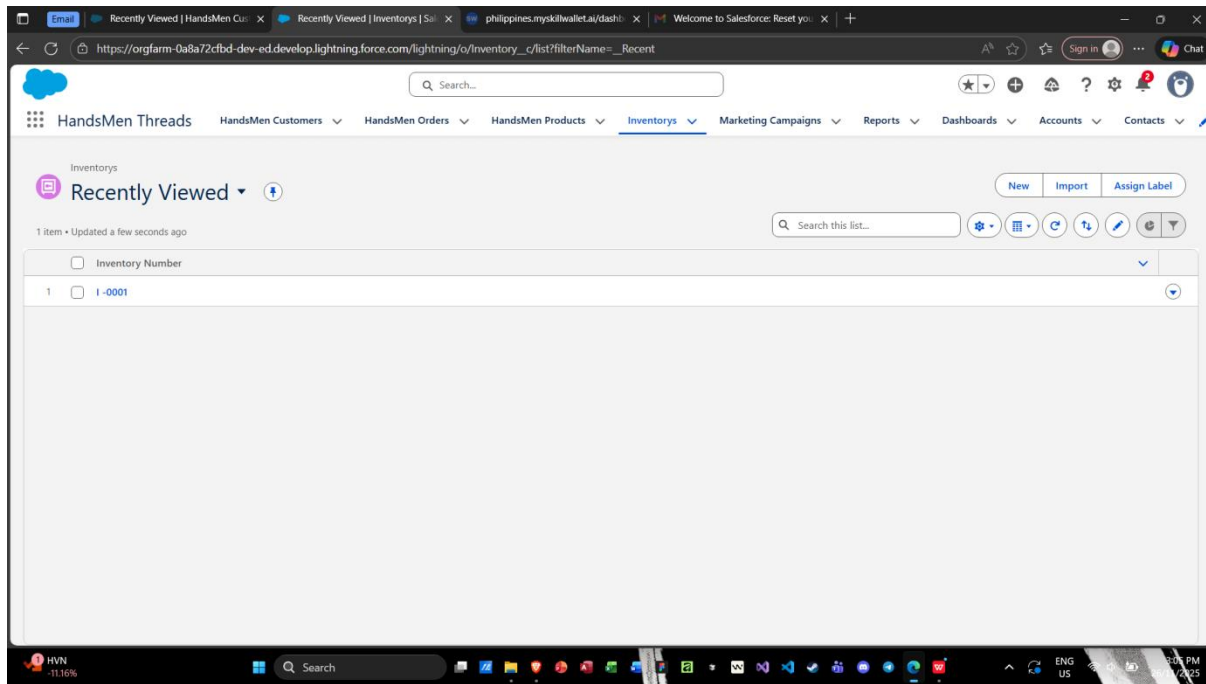 Email
Recently Viewed | HandsMen Cus
Recently Viewed | Inventorys | Sal
philippines.myskillwallet.ai/dashb
Welcome to Salesforce: Reset you
https://orgfarm-0a8a72cfbd-dev-ed.develop.lightning.force.com/lightning/o/Inventory__c/list?filterName=__Recent
Sign in
Chat
Search...
2
HandsMen Threads
HandsMen Customers
HandsMen Orders
HandsMen Products
Inventorys
Marketing Campaigns
Reports
Dashboards
Accounts
Contacts
Inventorys
Recently Viewed
New
Import
Assign Label
1 item • Updated a few seconds ago
Search this list...
Inventory Number
1 I -0001
1
HVN
-11.16%
Search
ENG
US
3:05 PM